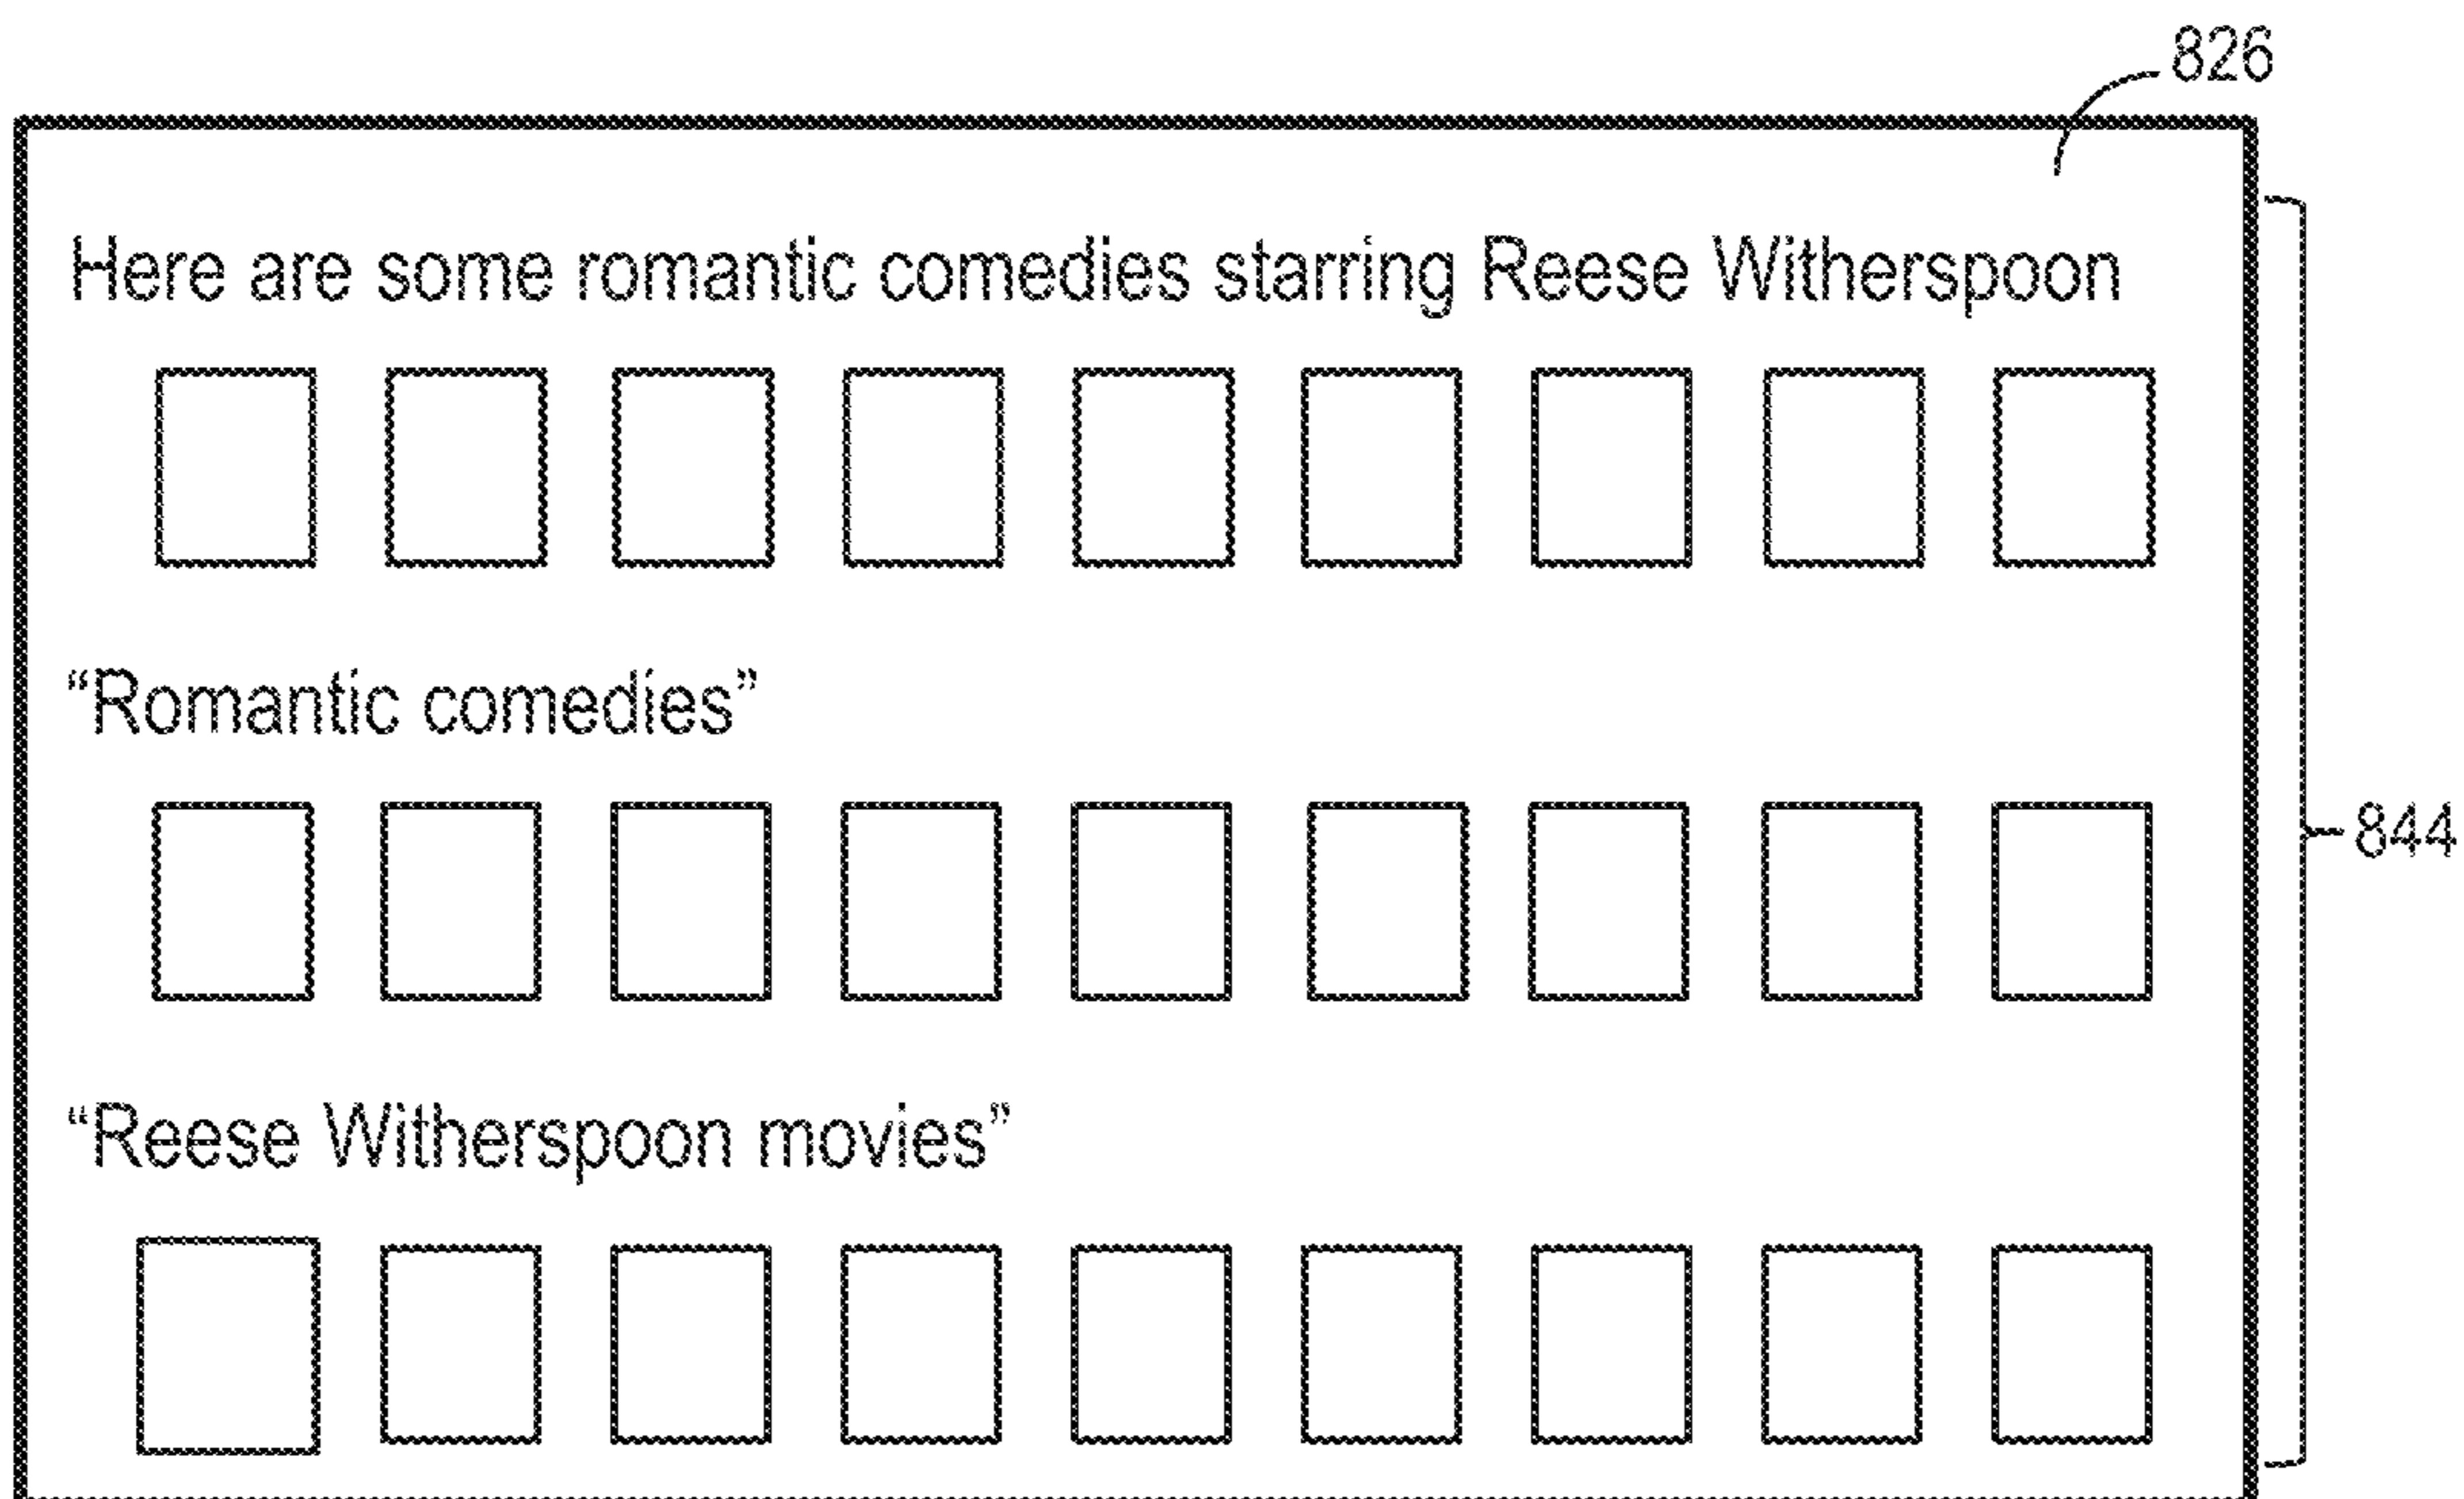 826
Here are some romantic comedies starring Reese Witherspoon
“Romantic comedies”
844
“Reese Witherspoon movies”